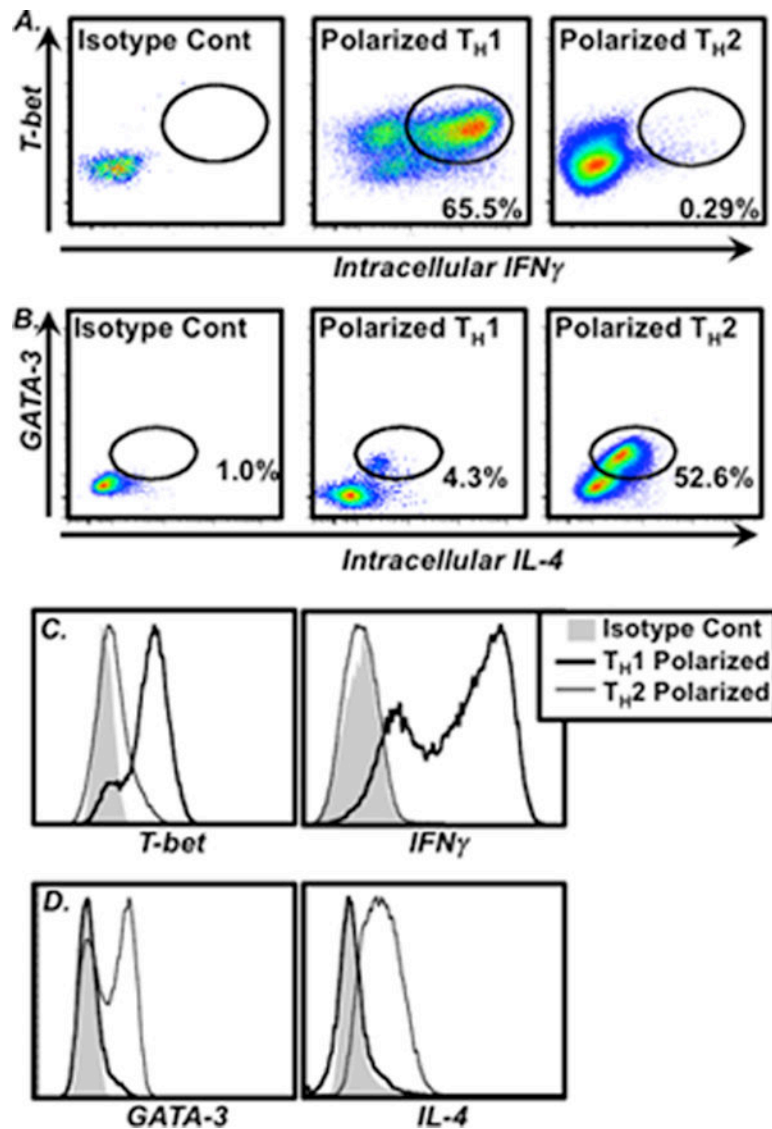 A.
Isotype Cont
Polarized TH1
Polarized TH2
T-bet
65.5%
0.29%
Intracellular IFNγ
B.
Isotype Cont
Polarized TH1
Polarized TH2
GATA-3
1.0%
4.3%
52.6%
Intracellular IL-4
C.
Isotype Cont
TH1 Polarized
TH2 Polarized
T-bet
IFNγ
D.
GATA-3
IL-4